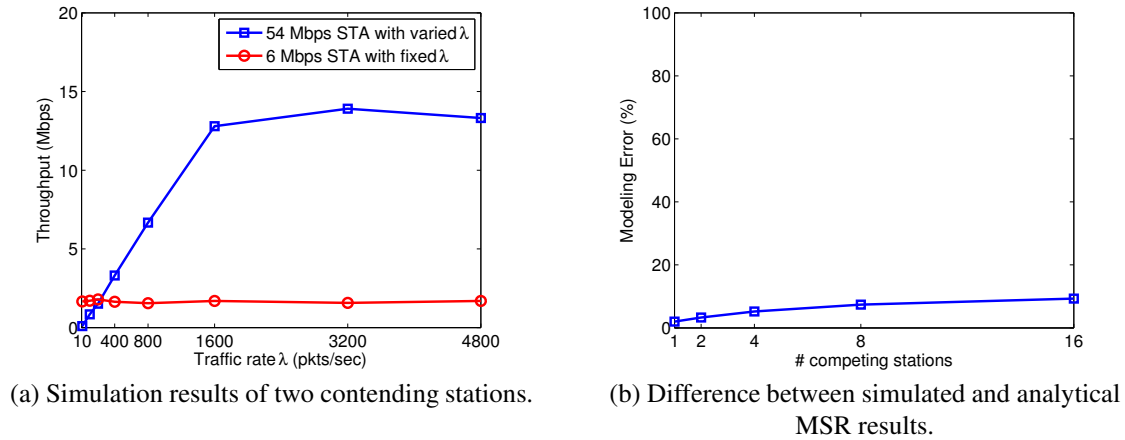 20
15
10
5
0
Throughput (Mbps)
54 Mbps STA with varied λ
6 Mbps STA with fixed λ
10 400 800 1600 3200 4800
Traffic rate λ (pkts/sec)
(a) Simulation results of two contending stations.
100
80
60
40
20
0
Modeling Error (%)
1 2 4 8 16
# competing stations
(b) Difference between simulated and analytical
MSR results.